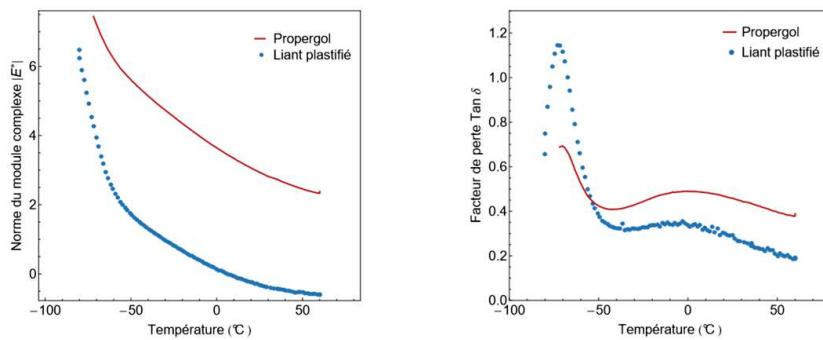 Norme du module complexe |E*|
6
4
2
0
Propergol
Liant plastifié
−100
−50
0
50
Température (°C)
Facteur de perte Tan δ
1.2
1.0
0.8
0.6
0.4
0.2
0.0
Propergol
Liant plastifié
−100
−50
0
50
Température (°C)